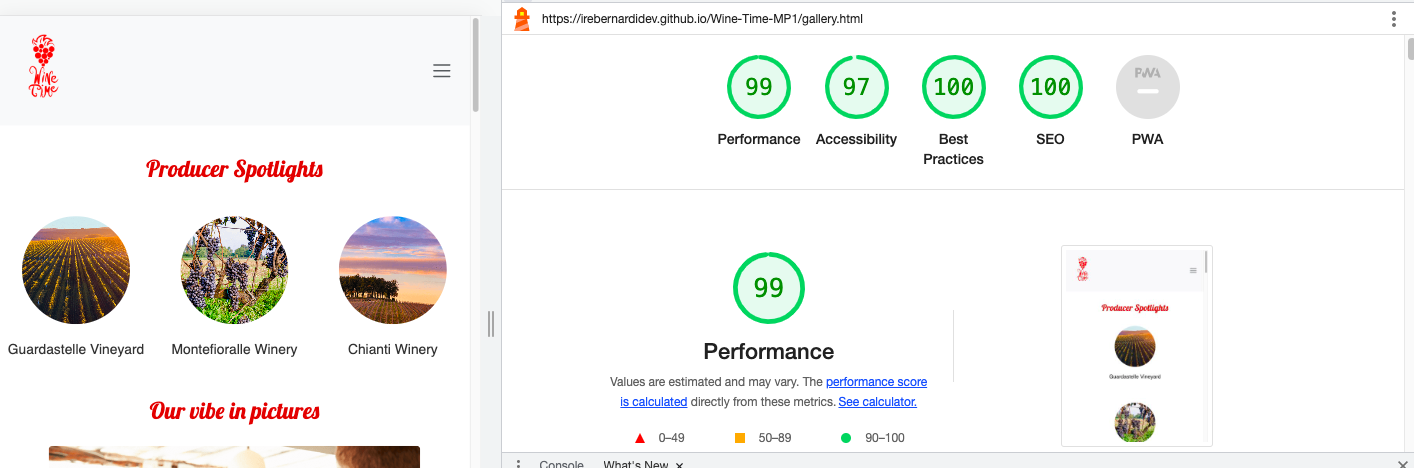 Wine
Time
Producer Spotlights
Guardastelle Vineyard
Montefioralle Winery
Chianti Winery
Our vibe in pictures
https://irebernardidev.github.io/Wine-Time-MP1/gallery.html
99
97
100
100
PWA
Performance
Accessibility
Best
Practices
SEO
PWA
99
Performance
Values are estimated and may vary. The performance score
is calculated directly from these metrics. See calculator.
0–49
50–89
90–100
Producer Spotlights
Guardastelle Vineyard
Console
What's New